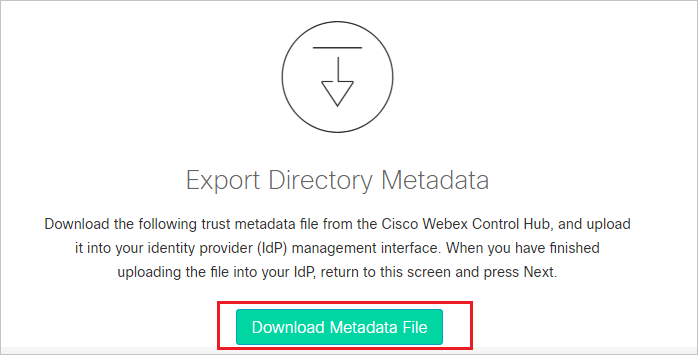 Export Directory Metadata
Download the following trust metadata file from the Cisco Webex Control Hub, and upload
it into your identity provider (IdP) management interface. When you have finished
uploading the file into your IdP, return to this screen and press Next.
Download Metadata File